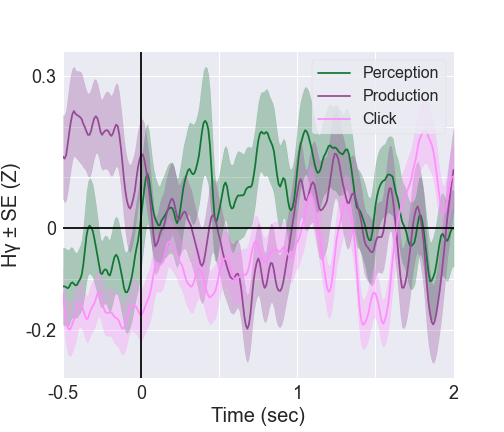 Perception
Production
Click
0.3
0
-0.2
Hγ ± SE (Z)
-0.5
0
1
2
Time (sec)